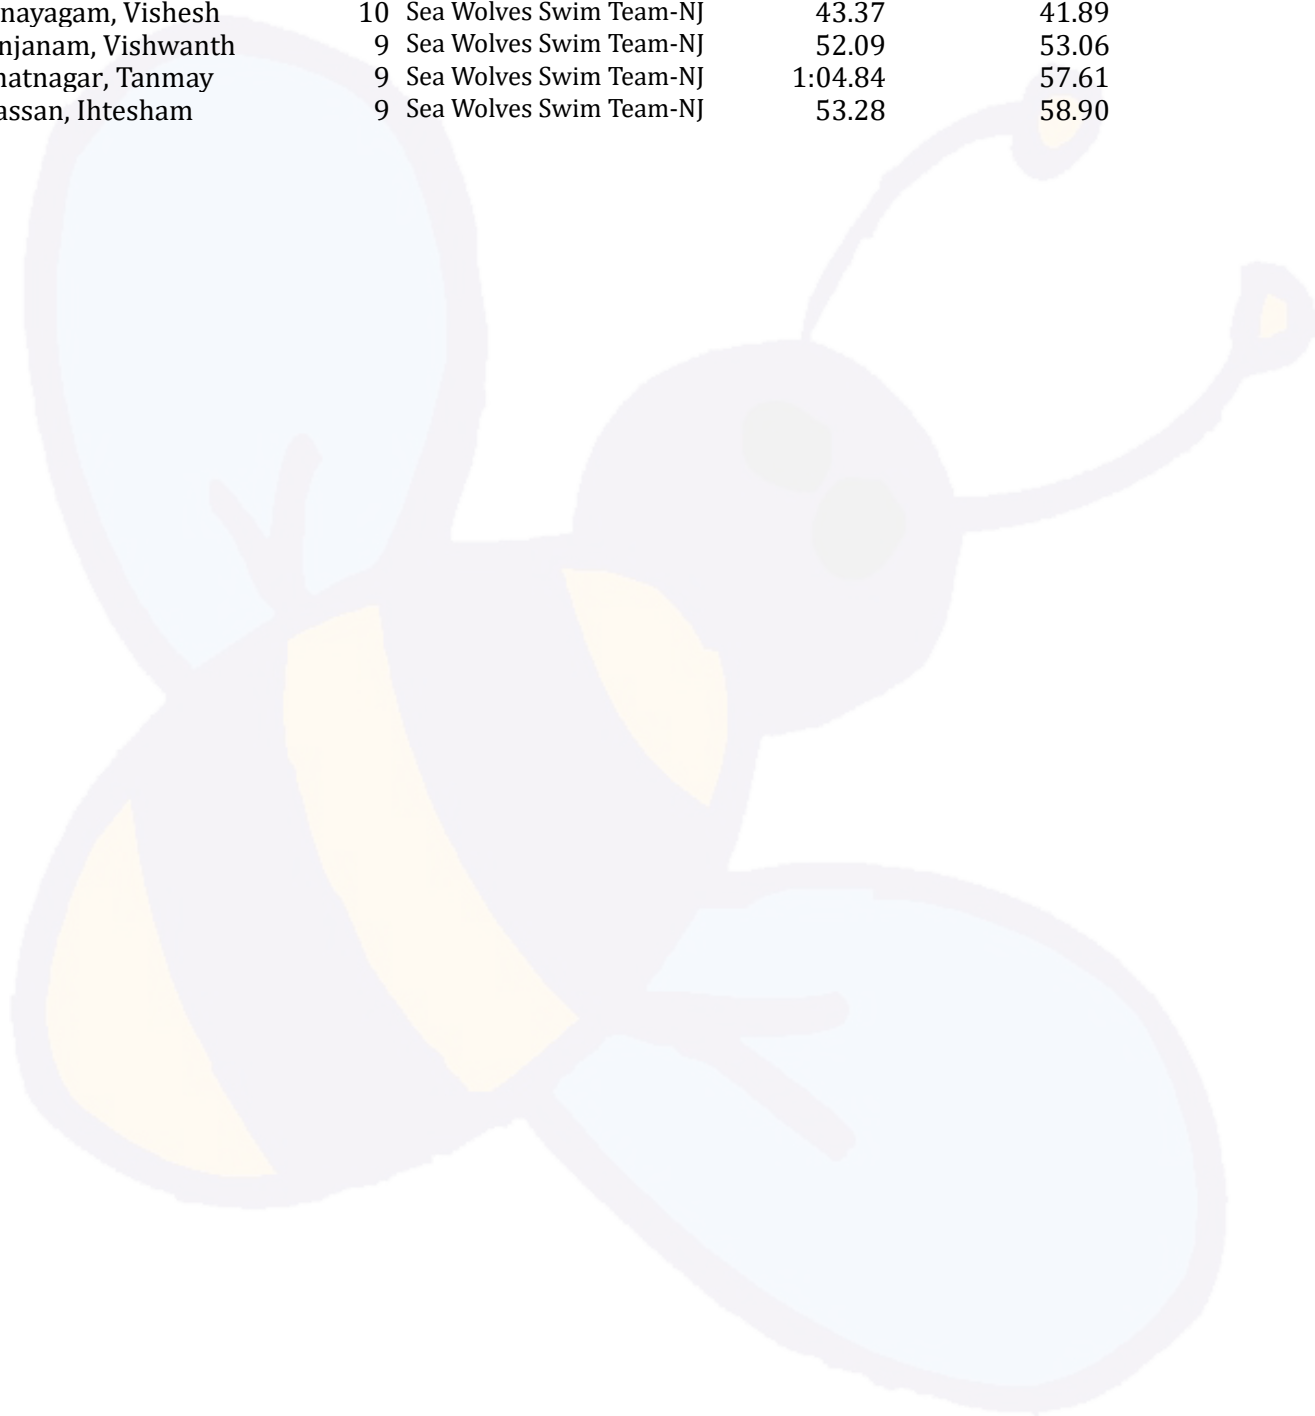 nayagam, Vishesh 10 Sea Wolves Swim Team-NJ 43.37 41.89
njanam, Vishwanth 9 Sea Wolves Swim Team-NJ 52.09 53.06
hatnagar, Tanmay 9 Sea Wolves Swim Team-NJ 1:04.84 57.61
assan, Ihtesham 9 Sea Wolves Swim Team-NJ 53.28 58.90